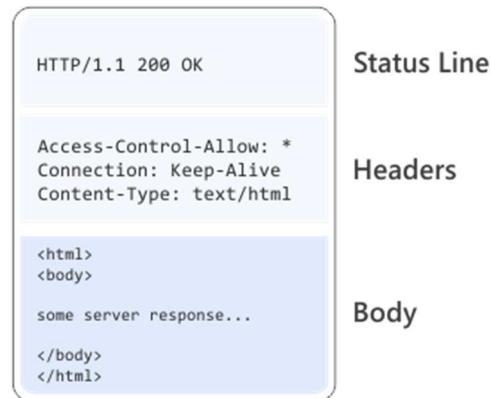 HTTP/1.1 200 OK
Status Line
Access-Control-Allow: *
Connection: Keep-Alive
Content-Type: text/html
Headers
<html>
<body>
some server response...
</body>
</html>
Body